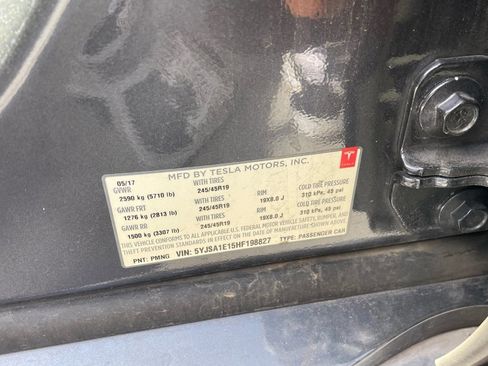 MFD BY TESLA MOTORS, INC.
05/17 WITH TIRES RIM COLD TIRE PRESSURE
GVWR 245/45R19 19X8.0 J 310 kPa, 45 psi
2590 kg (5710 lb)
GAWR FRT WITH TIRES RIM COLD TIRE PRESSURE
1276 kg (2813 lb) 245/45R19 19X8.0 J 310 kPa, 45 psi
GAWR RR WITH TIRES
1500 kg (3307 lb) 245/45R19
THIS VEHICLE CONFORMS TO ALL APPLICABLE U.S. FEDERAL MOTOR VEHICLE SAFETY, BUMPER, AND
THEFT PREVENTION STANDARDS IN EFFECT ON THE DATE OF MANUFACTURE SHOWN ABOVE.
VIN: 5YJSA1E15HF198827 TYPE: PASSENGER CAR
PNT: PMNG